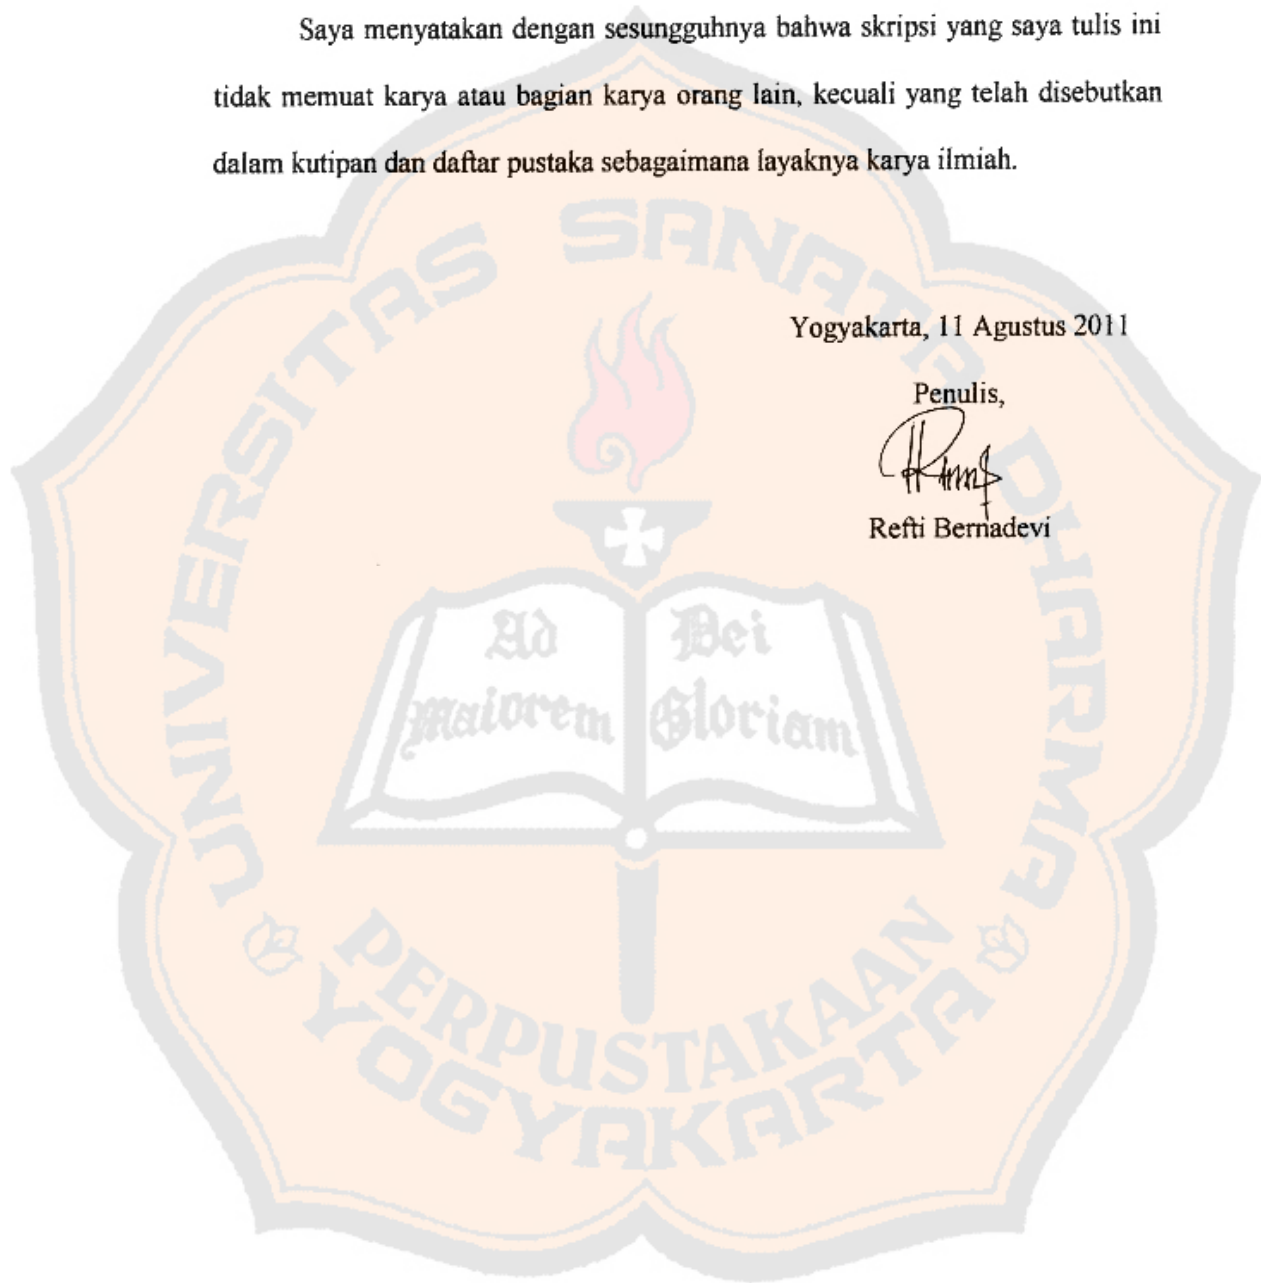 Saya menyatakan dengan sesungguhnya bahwa skripsi yang saya tulis ini
tidak memuat karya atau bagian karya orang lain, kecuali yang telah disebutkan
dalam kutipan dan daftar pustaka sebagaimana layaknya karya ilmiah.
Yogyakarta, 11 Agustus 2011
Penulis,
Refti Bernadevi
UNIVERSITAS SANATA DHARMA
Ad Dei
maiorem Gloriam
PERPUSTAKAAN
YOGYAKARTA